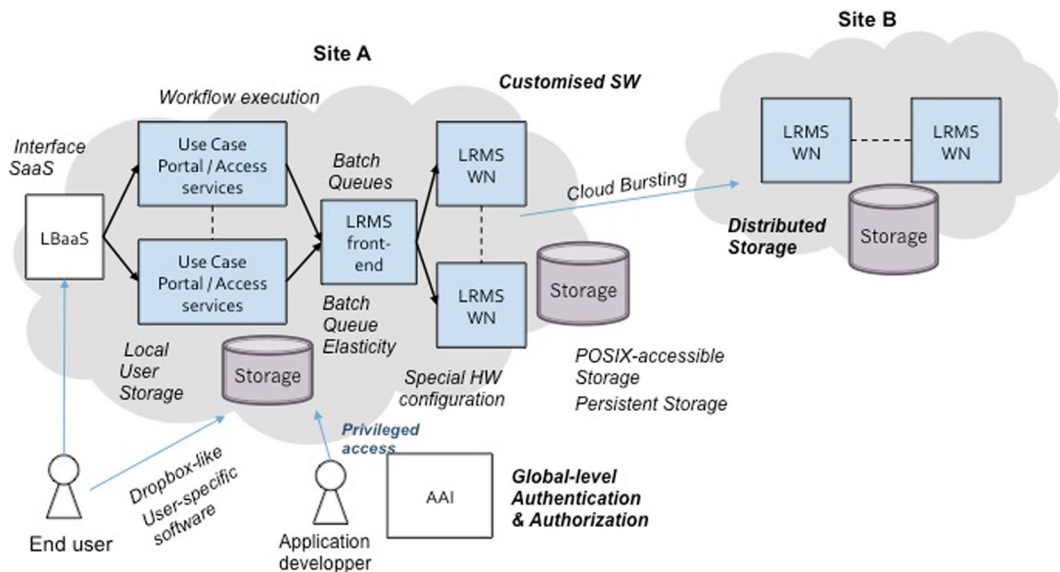 Site A
Site B
Customised SW
Workflow execution
Interface
SaaS
LBaaS
Use Case
Portal / Access
services
Use Case
Portal / Access
services
Batch
Queues
LRMS
front-
end
Batch
Queue
Elasticity
LRMS
WN
LRMS
WN
Cloud Bursting
LRMS
WN
LRMS
WN
Distributed
Storage
Storage
Storage
POSIX-accessible
Storage
Persistent Storage
Special HW
configuration
Local
User
Storage
Storage
Privileged
access
Dropbox-like
User-specific
software
End user
Application
developper
AAI
Global-level
Authentication
& Authorization